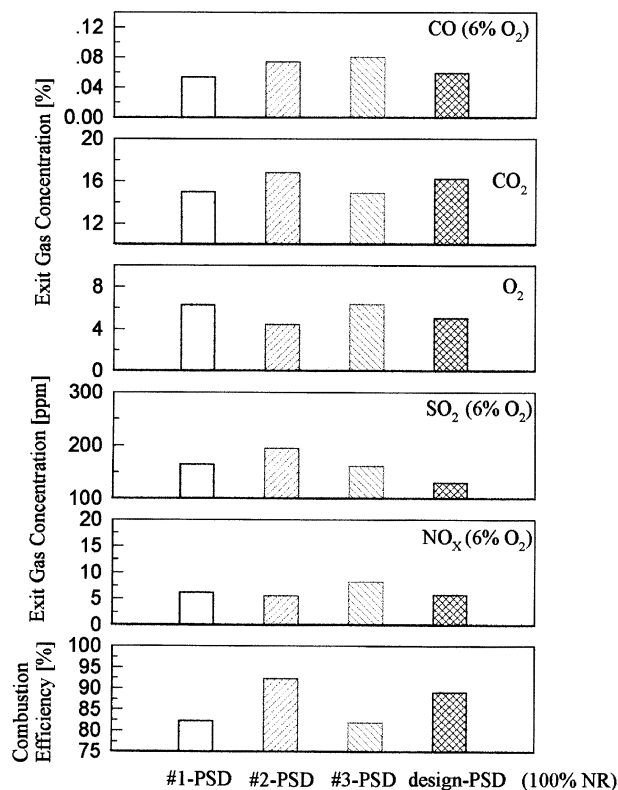 Exit Gas Concentration [%]
.12
0.08
0.04
0.00
CO (6% O₂)
20
16
12
CO₂
8
4
0
O₂
Exit Gas Concentration [ppm]
300
200
100
SO₂ (6% O₂)
20
15
10
5
0
NOₓ (6% O₂)
Combustion
Efficiency [%]
100
95
90
85
80
75
#1-PSD #2-PSD #3-PSD design-PSD (100% NR)